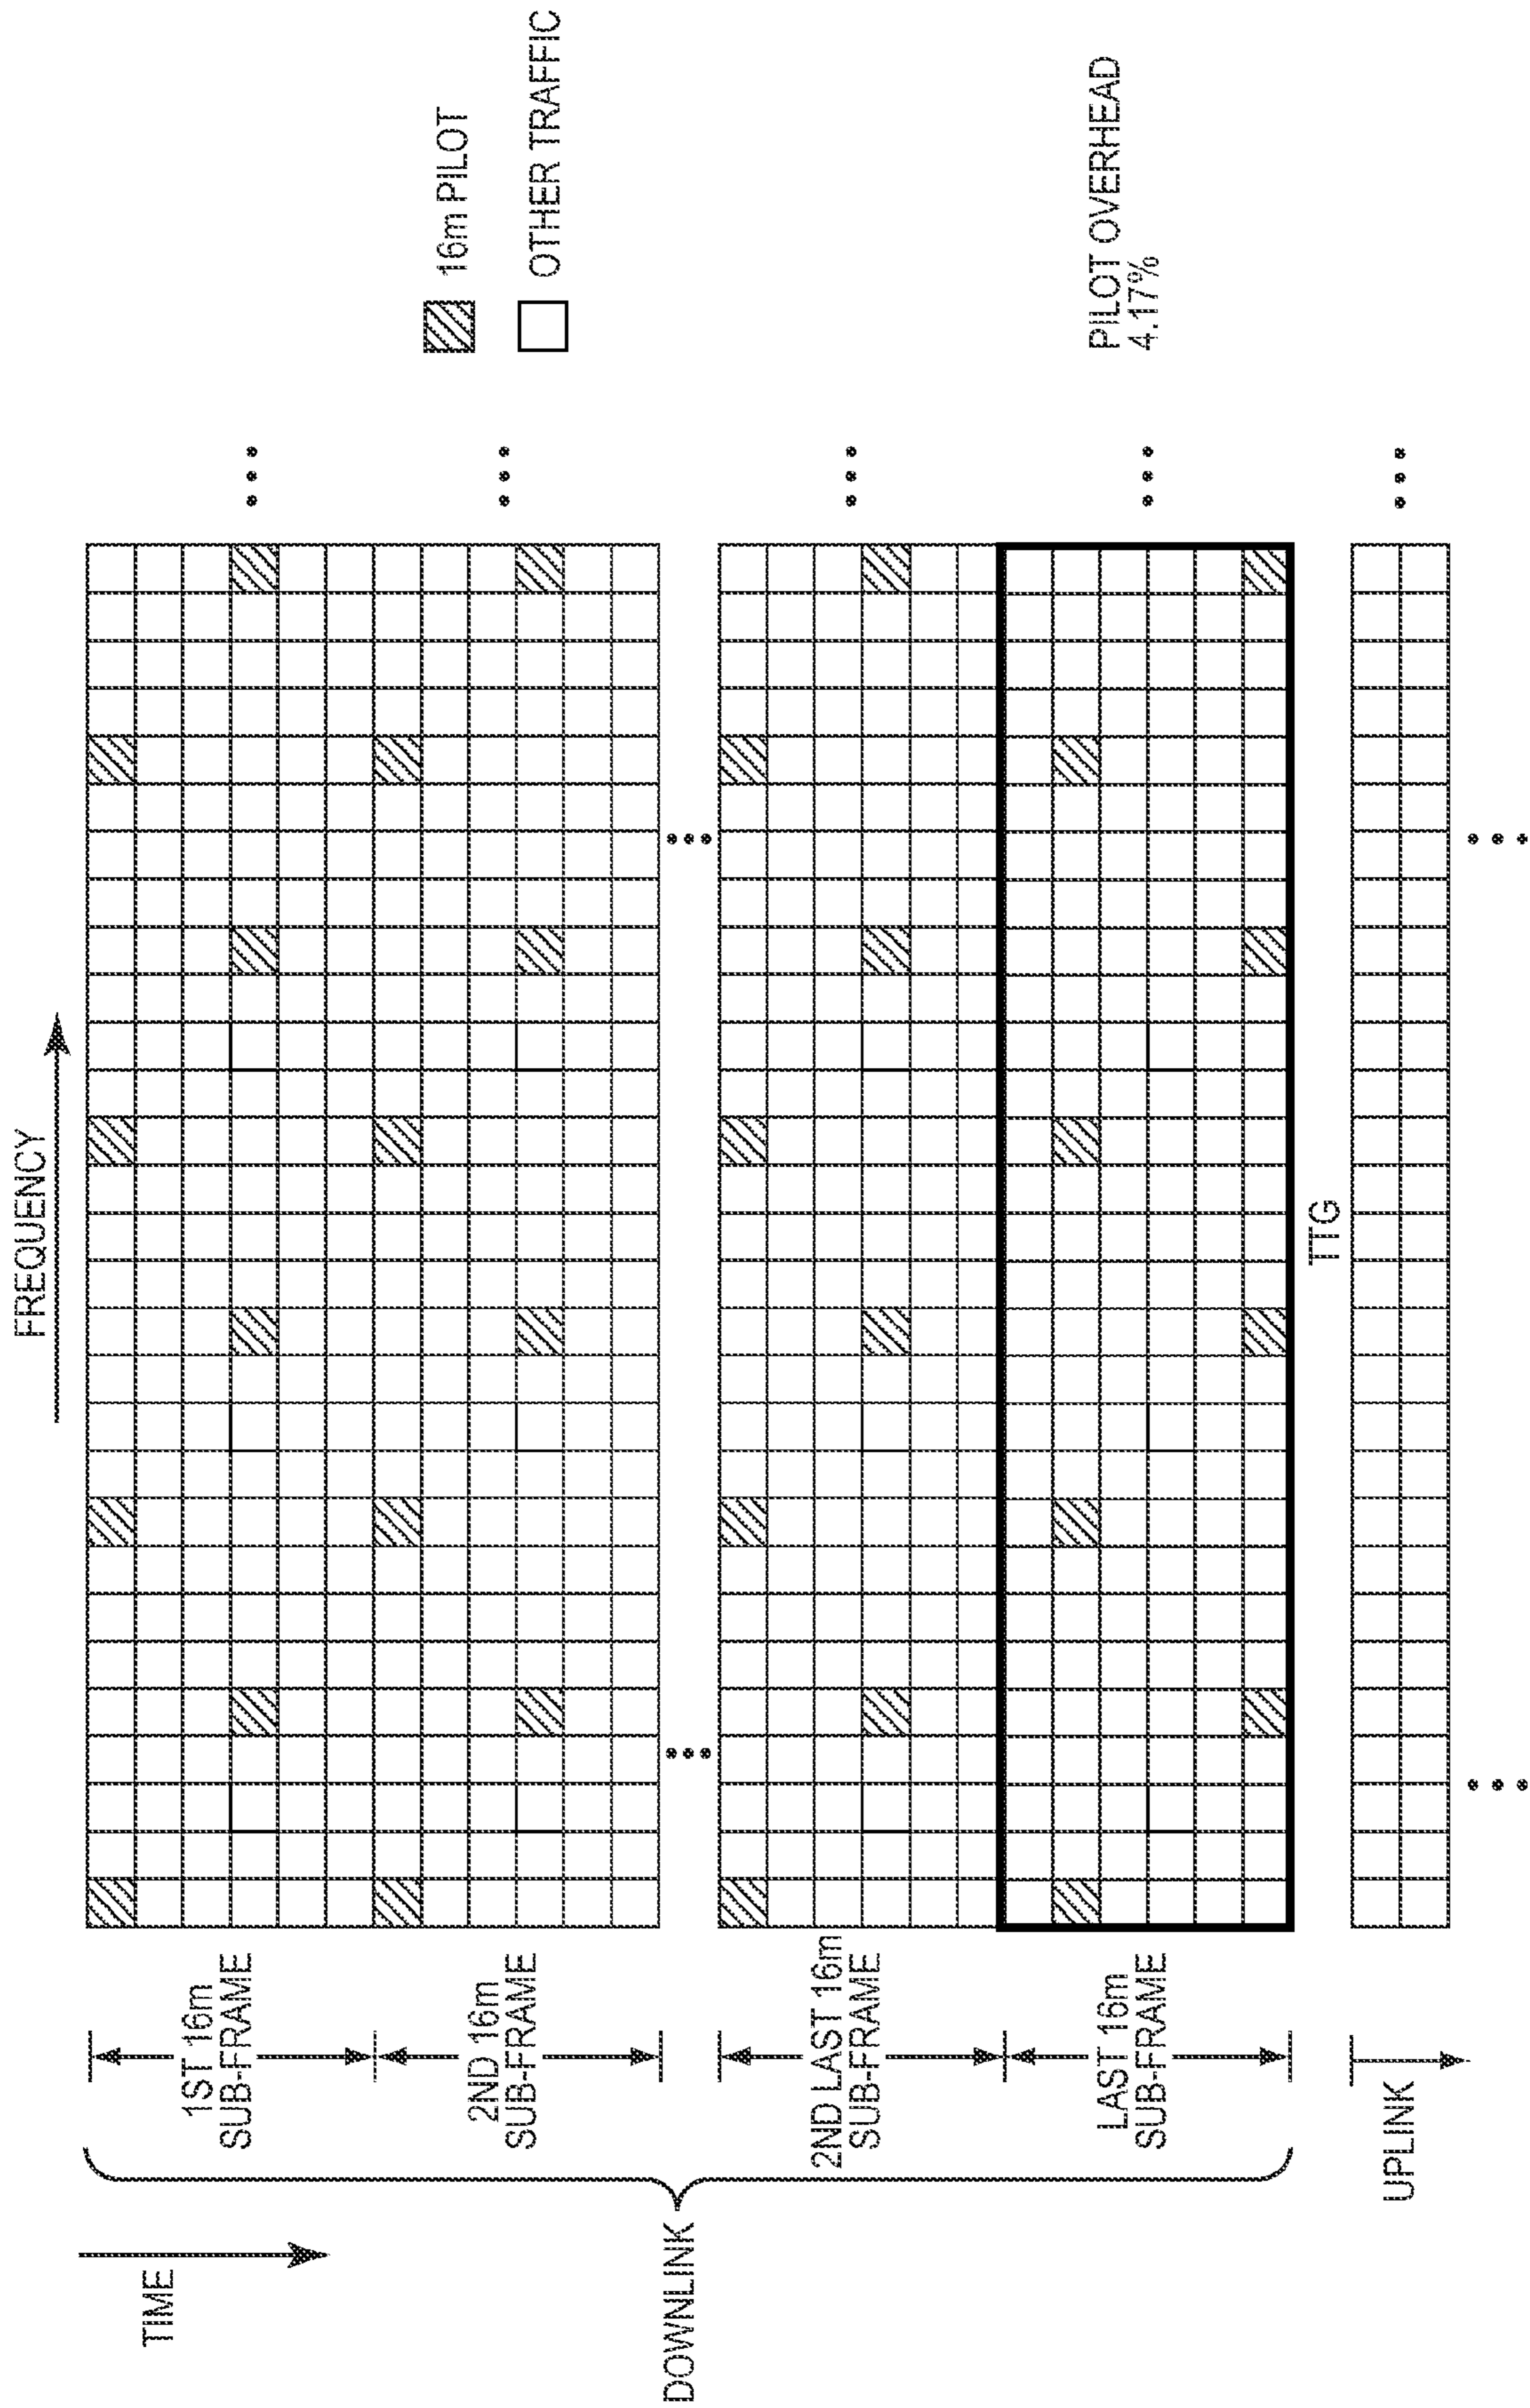 FREQUENCY
TIME
DOWNLINK
1ST 16m
SUB-FRAME
2ND 16m
SUB-FRAME
2ND LAST 16m
SUB-FRAME
LAST 16m
SUB-FRAME
UPLINK
TTG
16m PILOT
OTHER TRAFFIC
PILOT OVERHEAD
4.17%